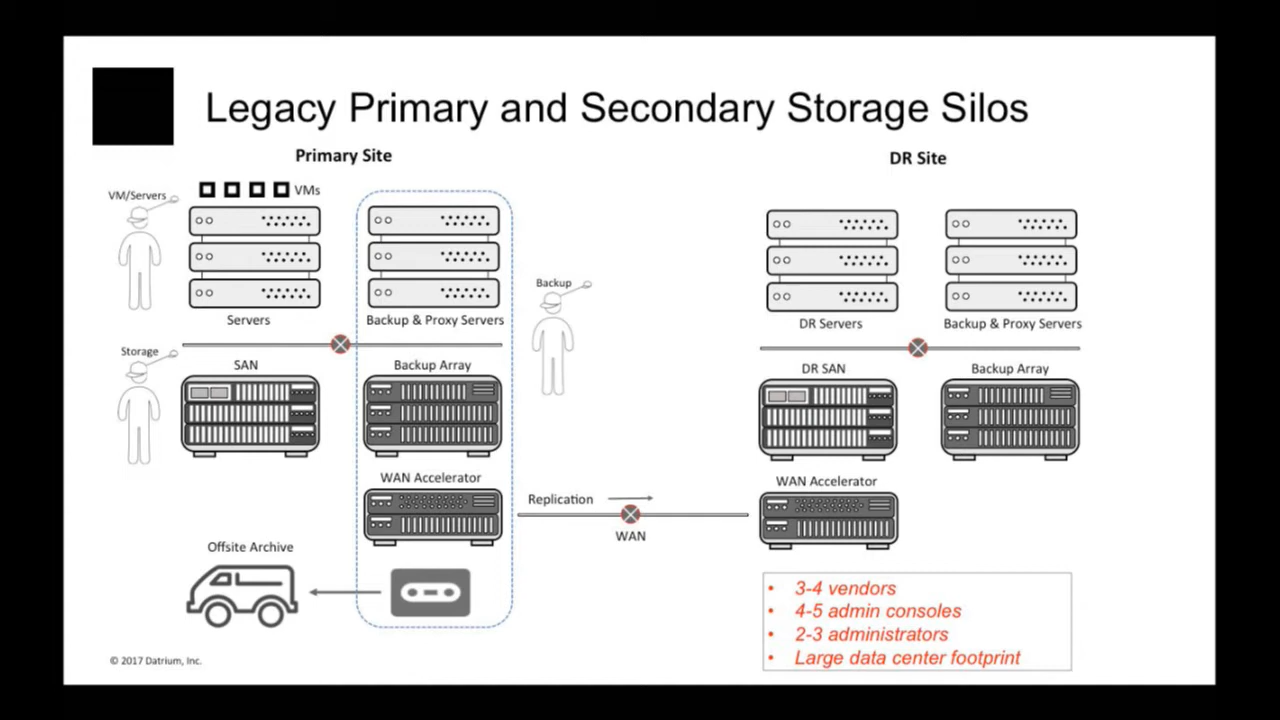 Legacy Primary and Secondary Storage Silos
Primary Site
DR Site
VM/Servers
VMs
Servers
Backup & Proxy Servers
Backup
DR Servers
Backup & Proxy Servers
Storage
SAN
Backup Array
DR SAN
Backup Array
WAN Accelerator
WAN Accelerator
Replication
WAN
Offsite Archive
• 3-4 vendors
• 4-5 admin consoles
• 2-3 administrators
• Large data center footprint
© 2017 Datrium, Inc.